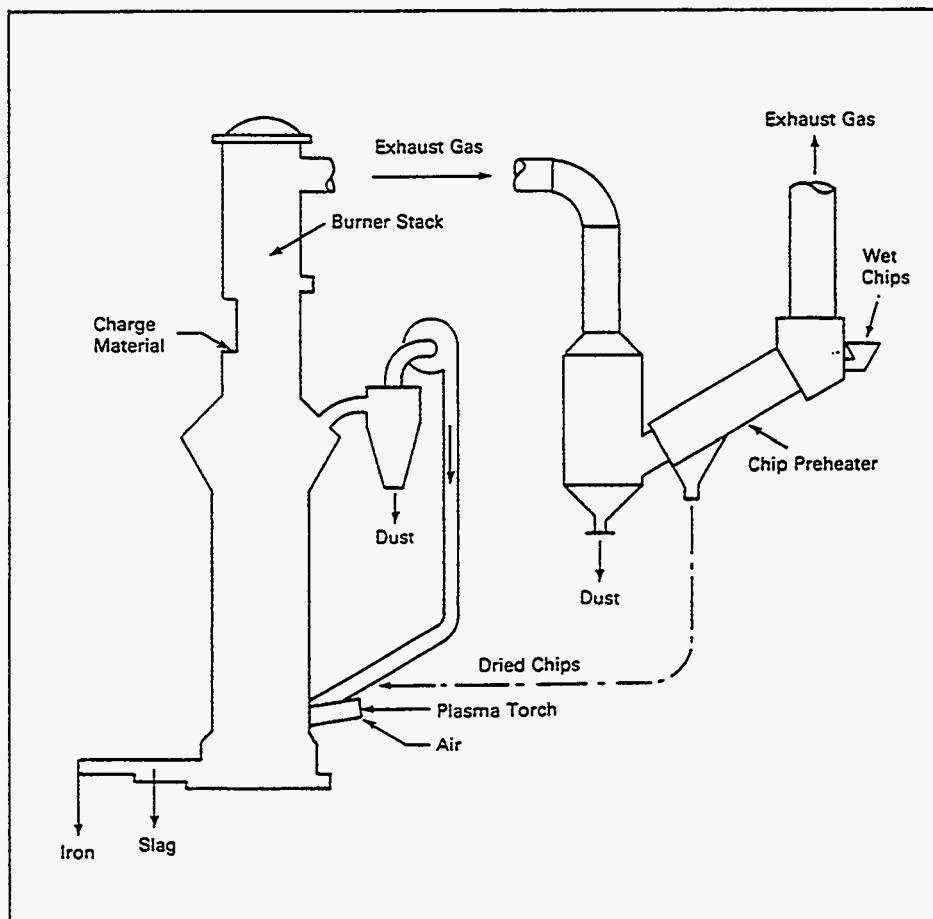 Exhaust Gas
Exhaust Gas
Burner Stack
Wet
Chips
Charge
Material
Chip Preheater
Dust
Dust
Dried Chips
Plasma Torch
Air
Iron
Slag